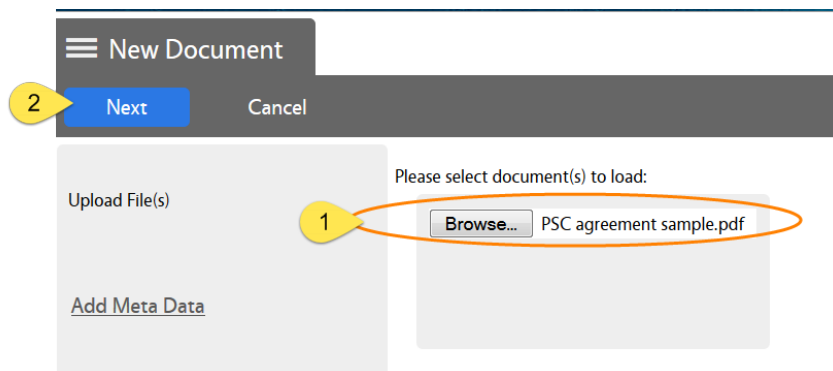 New Document
2
Next
Cancel
Please select document(s) to load:
Upload File(s)
1
Browse... PSC agreement sample.pdf
Add Meta Data